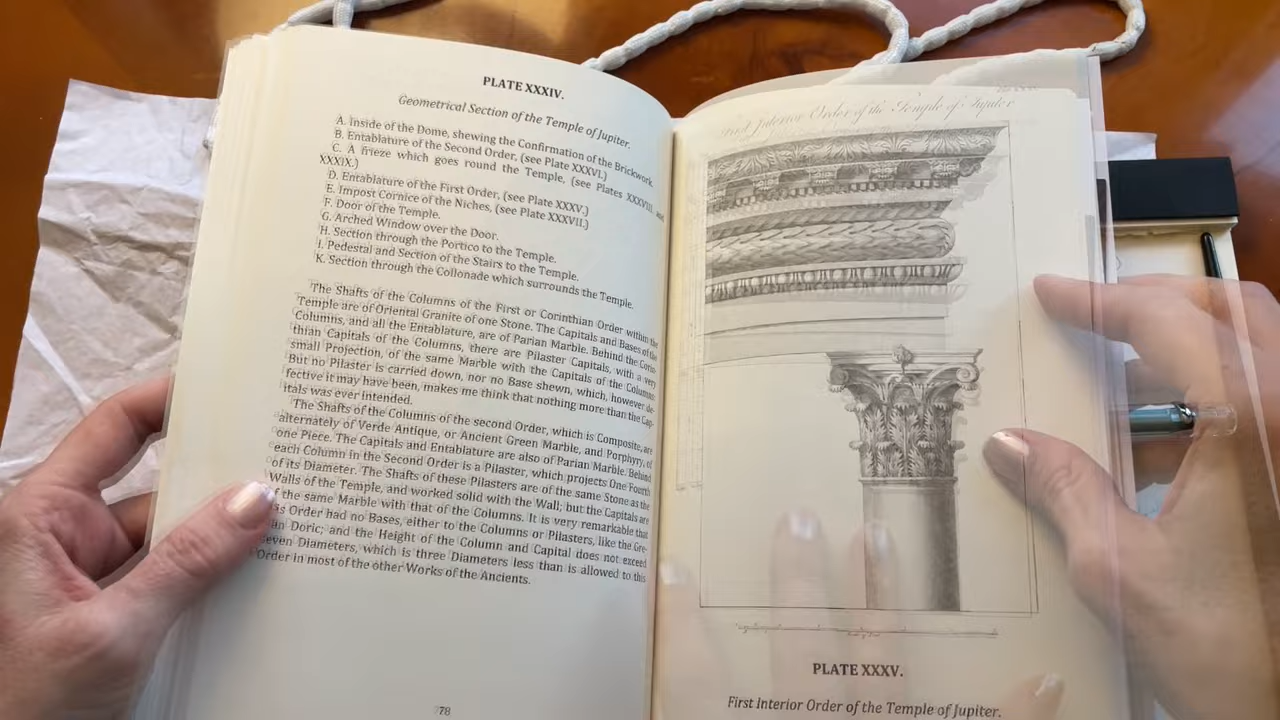 PLATE XXXIV.
Geometrical Section of the Temple of Jupiter.
A. Inside of the Dome, shewing the Confirmation of the Brickwork.
B. Entablature of the Second Order, (see Plate XXXVI.)
C. A frieze which goes round the Temple, (see Plates XXXVIII and
XXXIX.)
D. Entablature of the First Order, (see Plate XXXV.)
E. Impost Cornice of the Niches, (see Plate XXXVII.)
F. Door of the Temple.
G. Arched Window over the Door.
H. Section through the Portico to the Temple.
I. Pedestal and Section of the Stairs to the Temple.
K. Section through the Collonade which surrounds the Temple.
The Shafts of the Columns of the First or Corinthian Order within the
Temple are of Oriental Granite of one Stone. The Capitals and Bases of the
Columns, and all the Entablature, are of Parian Marble. Behind the Corin-
thian Capitals of the Columns, there are Pilaster Capitals, with a very
small Projection, of the same Marble with the Capitals of the Columns
But no Pilaster is carried down, nor no Base shewn, which, however de-
fective it may have been, makes me think that nothing more than the Cap-
itals was ever intended.
The Shafts of the Columns of the second Order, which is Composite, are
alternately of Verde Antique, or Ancient Green Marble, and Porphyry, of
one Piece. The Capitals and Entablature are also of Parian Marble. Behind
each Column in the Second Order is a Pilaster, which projects One Fourth
of its Diameter. The Shafts of these Pilasters are of the same Stone as the
Walls of the Temple, and worked solid with the Wall; but the Capitals are
of the same Marble with that of the Columns. It is very remarkable that
Order had no Bases, either to the Columns or Pilasters, like the Gre-
an Doric; and the Height of the Column and Capital does not exceed
seven Diameters, which is three Diameters less than is allowed to this
Order in most of the other Works of the Ancients.
78
First Interior Order of the Temple of Jupiter
PLATE XXXV.
First Interior Order of the Temple of Jupiter.